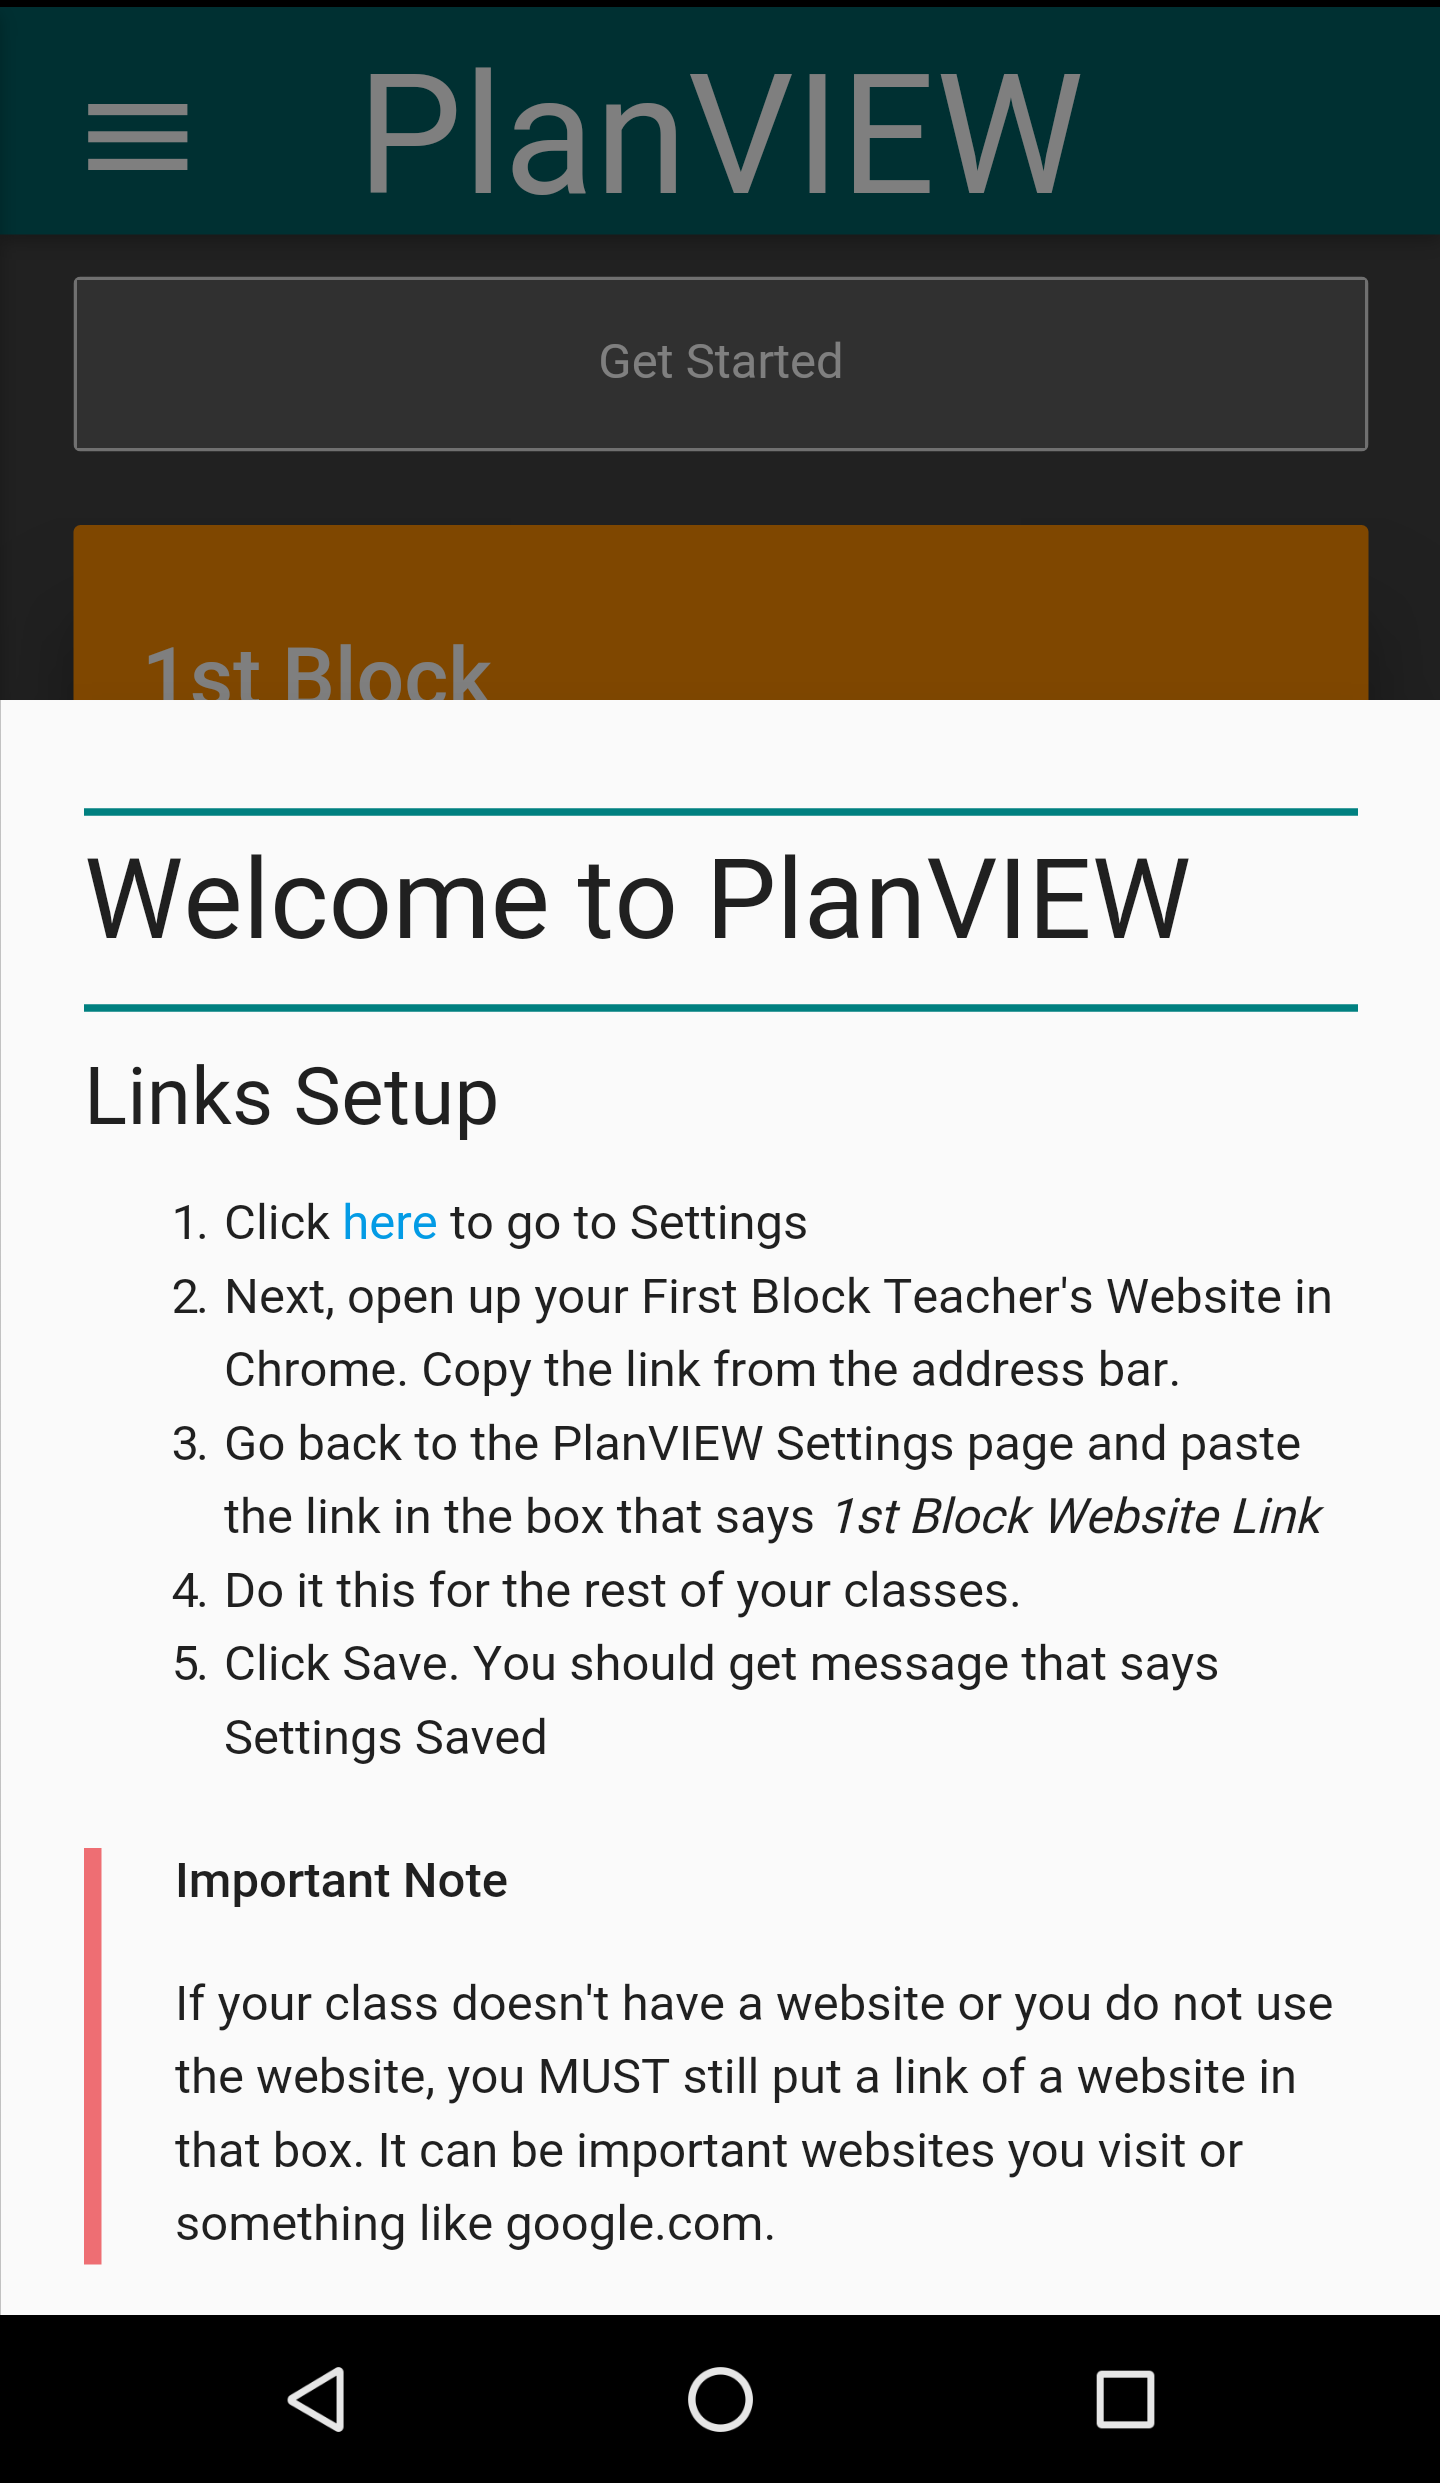 PlanVIEW
Get Started
1st Block
Welcome to PlanVIEW
Links Setup
1. Click here to go to Settings
2. Next, open up your First Block Teacher's Website in
Chrome. Copy the link from the address bar.
3. Go back to the PlanVIEW Settings page and paste
the link in the box that says 1st Block Website Link
4. Do it this for the rest of your classes.
5. Click Save. You should get message that says
Settings Saved
Important Note
If your class doesn't have a website or you do not use
the website, you MUST still put a link of a website in
that box. It can be important websites you visit or
something like google.com.